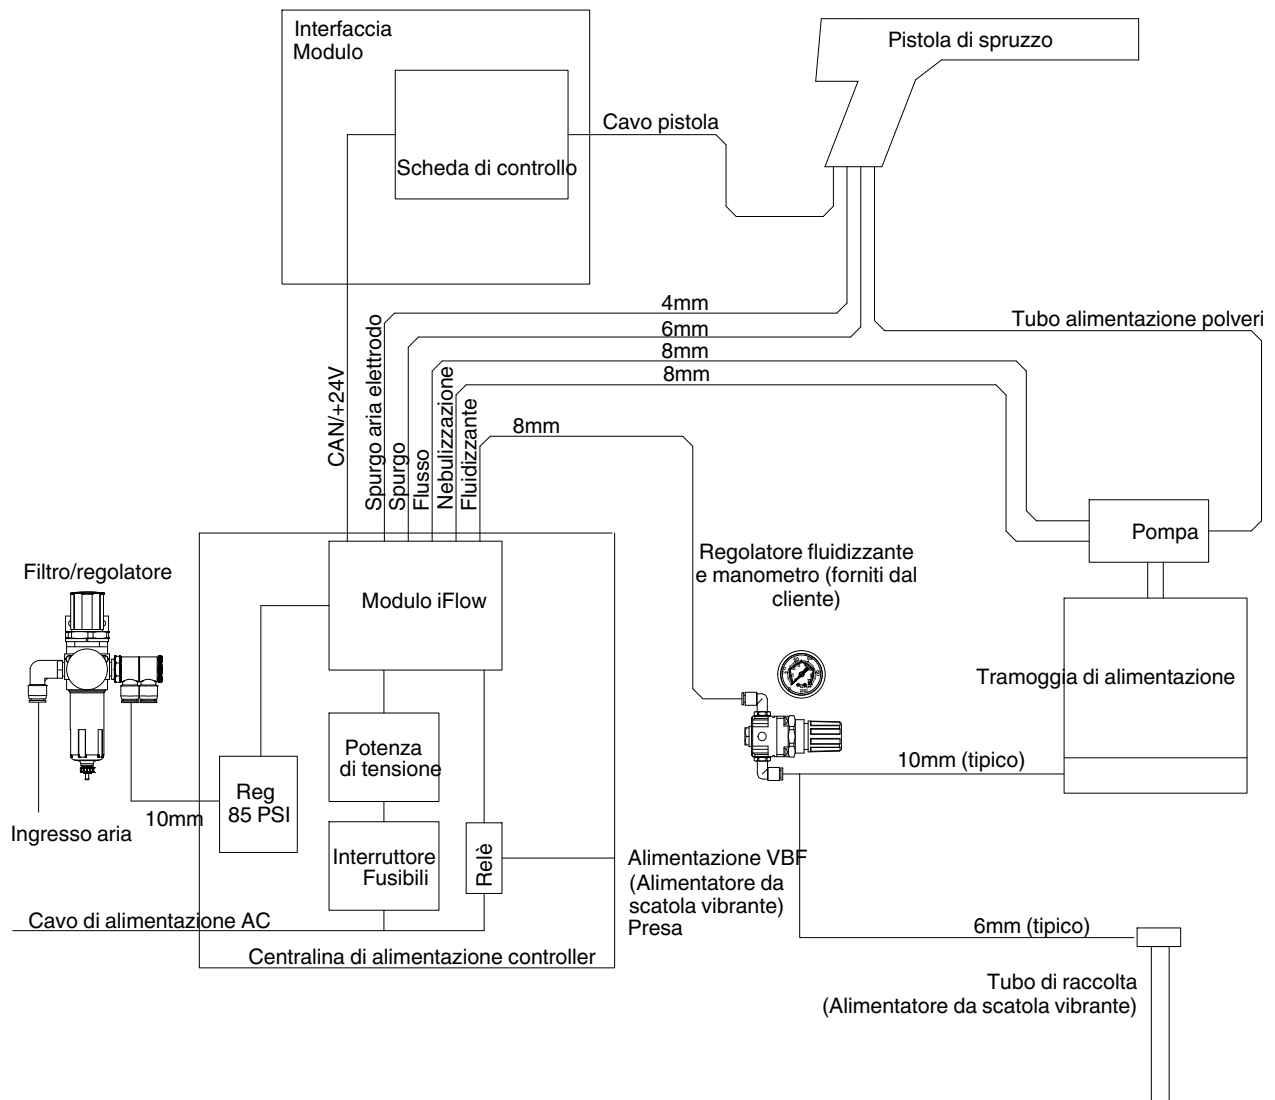 Interfaccia
Modulo
Pistola di spruzzo
Cavo pistola
Scheda di controllo
4mm
6mm
8mm
8mm
8mm
Tubo alimentazione polveri
CAN/+24V
Spurgo aria elettrodo
Spurgo
Flusso
Nebulizzazione
Fluidizzante
Pompa
Regolatore fluidizzante
e manometro (forniti dal
cliente)
Filtro/regolatore
Modulo iFlow
Tramoggia di alimentazione
Potenza
di tensione
10mm (tipico)
Reg
85 PSI
10mm
Ingresso aria
Interruttore
Fusibili
Relè
Alimentazione VBF
(Alimentatore da
scatola vibrante)
Presa
Cavo di alimentazione AC
Centralina di alimentazione controller
6mm (tipico)
Tubo di raccolta
(Alimentatore da scatola vibrante)